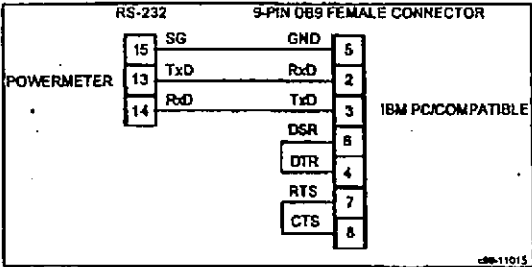 RS-232 9-PIN DB9 FEMALE CONNECTOR
15 SG GND 5
POWERMETER 13 TxD RxD 2
14 RxD TxD 3 IBM PC/COMPATIBLE
DSR 6
DTR 4
RTS 7
CTS 8